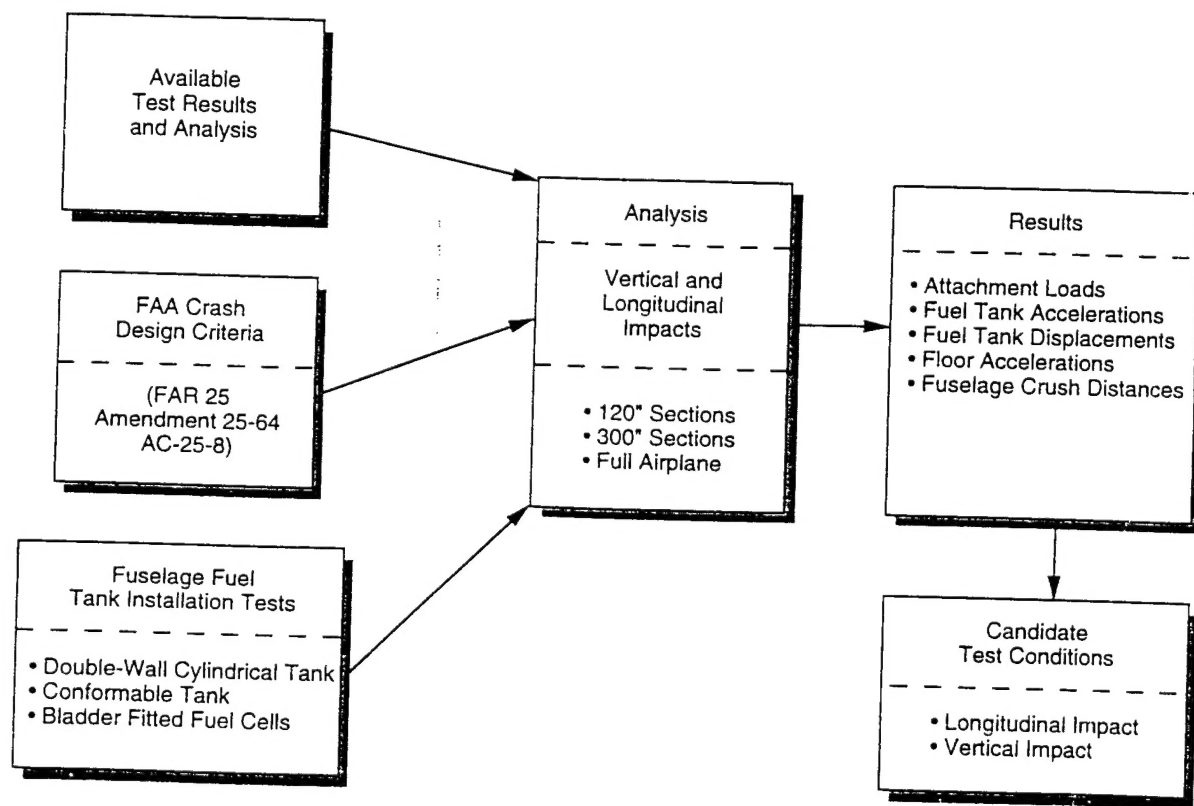 Available
Test Results
and Analysis
FAA Crash
Design Criteria
(FAR 25
Amendment 25-64
AC-25-8)
Fuselage Fuel
Tank Installation Tests
• Double-Wall Cylindrical Tank
• Conformable Tank
• Bladder Fitted Fuel Cells
Analysis
Vertical and
Longitudinal
Impacts
• 120" Sections
• 300" Sections
• Full Airplane
Results
• Attachment Loads
• Fuel Tank Accelerations
• Fuel Tank Displacements
• Floor Accelerations
• Fuselage Crush Distances
Candidate
Test Conditions
• Longitudinal Impact
• Vertical Impact